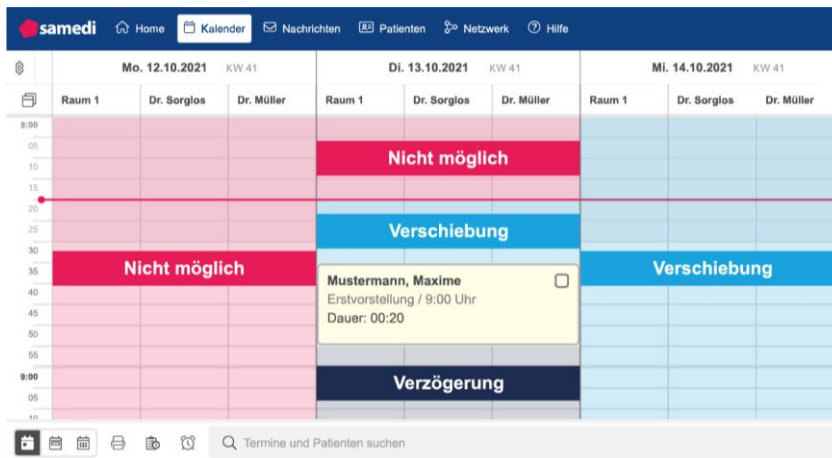 samedi Home Kalender Nachrichten Patienten Netzwerk Hilfe
Mo. 12.10.2021 KW 41 Di. 13.10.2021 KW 41 Mi. 14.10.2021 KW 41
Raum 1 Dr. Sorglos Dr. Müller Raum 1 Dr. Sorglos Dr. Müller Raum 1 Dr. Sorglos Dr. Müller
8:00
05
Nicht möglich
10
15
20
25
Verschiebung
30
35
Nicht möglich
Verschiebung
Mustermann, Maxime
40
Erstvorstellung / 9:00 Uhr
45
Dauer: 00:20
50
55
9:00
Verzögerung
05
10
Termine und Patienten suchen